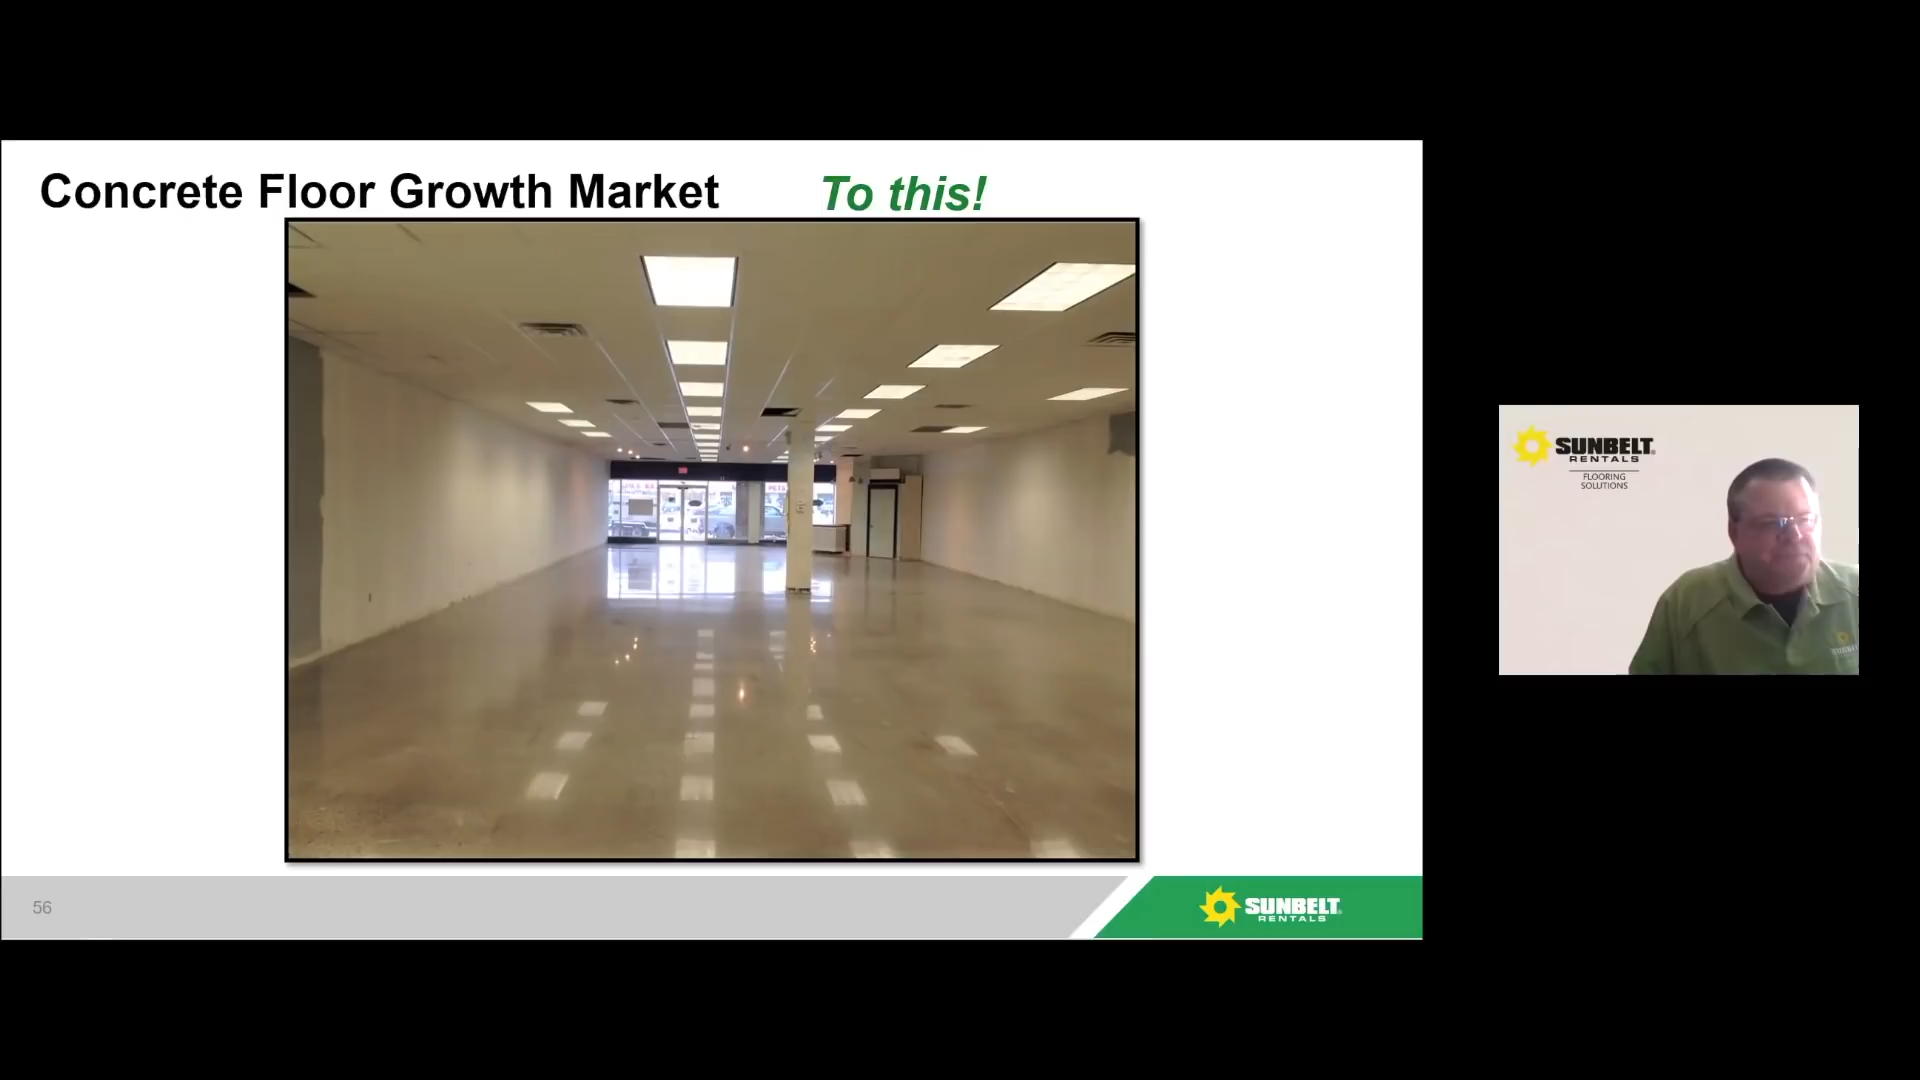 Concrete Floor Growth Market
To this!
56
SUNBELT
RENTALS
SUNBELT
RENTALS
FLOORING
SOLUTIONS